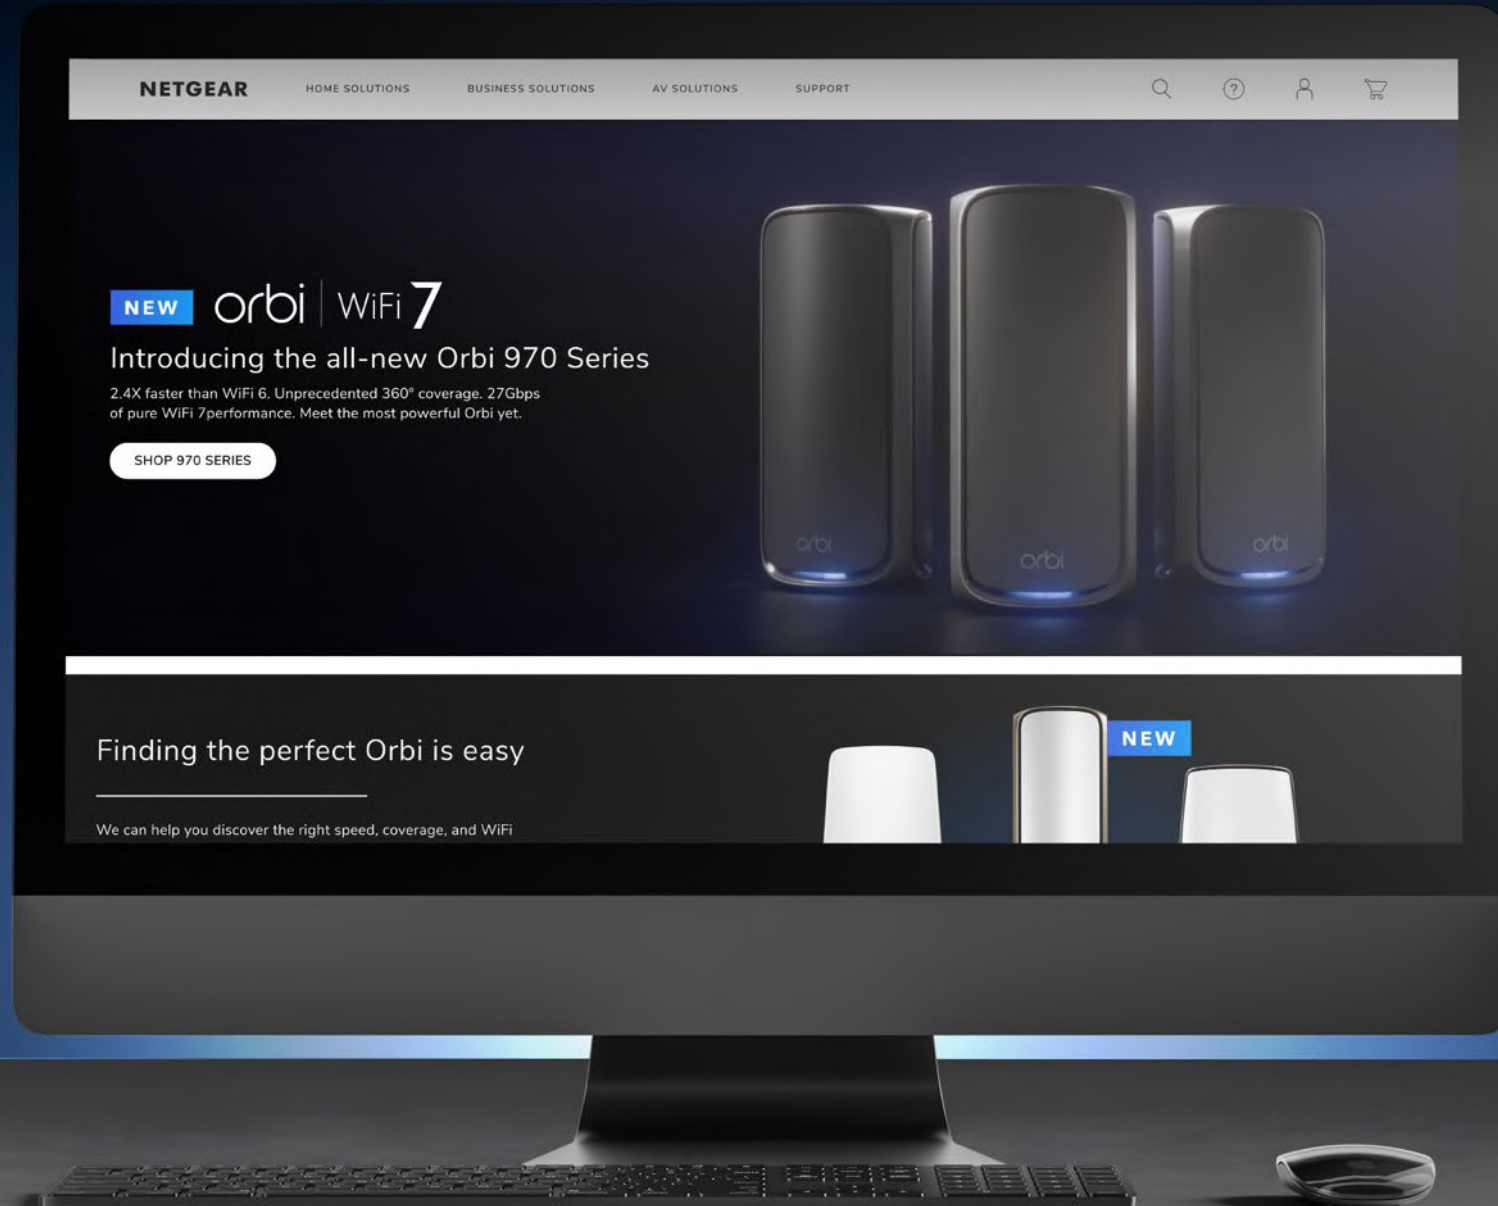 NETGEAR
HOME SOLUTIONS
BUSINESS SOLUTIONS
AV SOLUTIONS
SUPPORT
NEW
orbi | WiFi 7
Introducing the all-new Orbi 970 Series
2.4X faster than WiFi 6. Unprecedented 360° coverage. 27Gbps
of pure WiFi 7performance. Meet the most powerful Orbi yet.
SHOP 970 SERIES
orbi
orbi
orbi
Finding the perfect Orbi is easy
NEW
We can help you discover the right speed, coverage, and WiFi